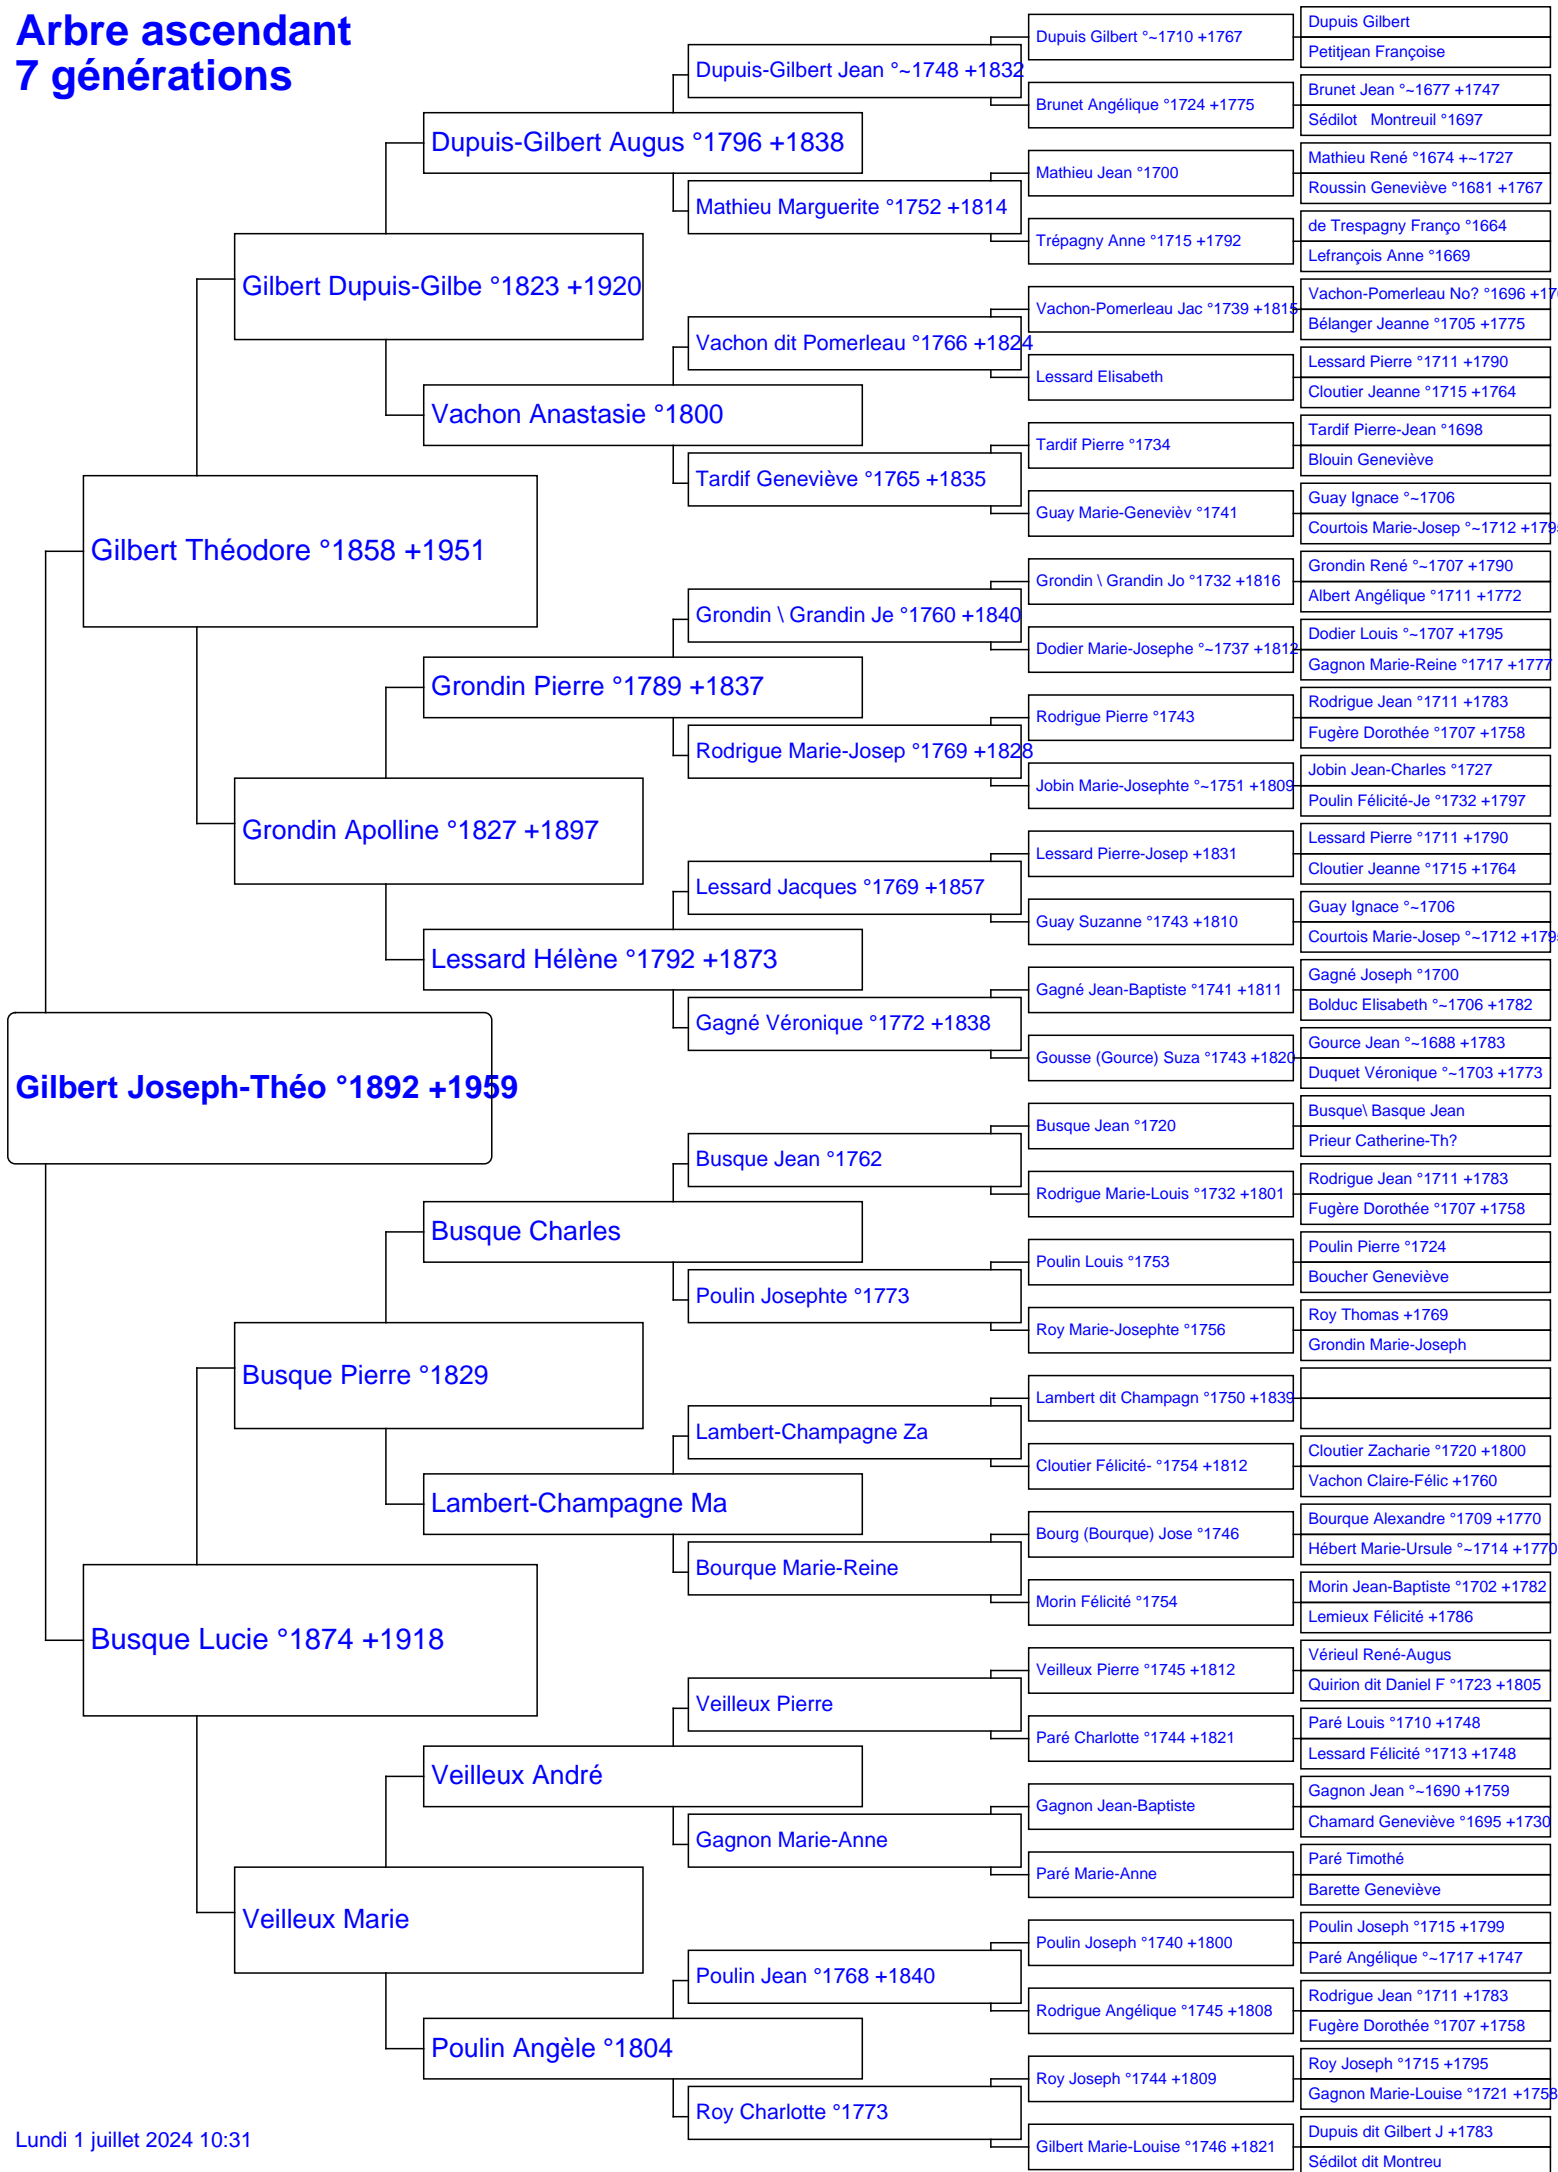 Arbre ascendant
7 générations
Gilbert Joseph-Théo °1892 +1959
Gilbert Théodore °1858 +1951
Busque Lucie °1874 +1918
Gilbert Dupuis-Gilbe °1823 +1920
Grondin Apolline °1827 +1897
Busque Pierre °1829
Veilleux Marie
Dupuis-Gilbert Augus °1796 +1838
Vachon Anastasie °1800
Grondin Pierre °1789 +1837
Lessard Hélène °1792 +1873
Busque Charles
Lambert-Champagne Ma
Veilleux André
Poulin Angèle °1804
Dupuis-Gilbert Jean °~1748 +1832
Mathieu Marguerite °1752 +1814
Vachon dit Pomerleau °1766 +1824
Tardif Geneviève °1765 +1835
Grondin \ Grandin Je °1760 +1840
Rodrigue Marie-Josep °1769 +1828
Lessard Jacques °1769 +1857
Gagné Véronique °1772 +1838
Busque Jean °1762
Poulin Josephte °1773
Lambert-Champagne Za
Bourque Marie-Reine
Veilleux Pierre
Gagnon Marie-Anne
Poulin Jean °1768 +1840
Roy Charlotte °1773
Dupuis Gilbert °~1710 +1767
Brunet Angélique °1724 +1775
Mathieu Jean °1700
Trépagny Anne °1715 +1792
Vachon-Pomerleau Jac °1739 +1815
Lessard Elisabeth
Tardif Pierre °1734
Guay Marie-Genevièv °1741
Grondin \ Grandin Jo °1732 +1816
Dodier Marie-Josephe °~1737 +1812
Rodrigue Pierre °1743
Jobin Marie-Josephte °~1751 +1809
Lessard Pierre-Josep +1831
Guay Suzanne °1743 +1810
Gagné Jean-Baptiste °1741 +1811
Gousse (Gource) Suza °1743 +1820
Busque Jean °1720
Rodrigue Marie-Louis °1732 +1801
Poulin Louis °1753
Roy Marie-Josephte °1756
Lambert dit Champagn °1750 +1839
Cloutier Félicité- °1754 +1812
Bourg (Bourque) Jose °1746
Morin Félicité °1754
Veilleux Pierre °1745 +1812
Paré Charlotte °1744 +1821
Gagnon Jean-Baptiste
Paré Marie-Anne
Poulin Joseph °1740 +1800
Rodrigue Angélique °1745 +1808
Roy Joseph °1744 +1809
Gilbert Marie-Louise °1746 +1821
Dupuis Gilbert
Petitjean Françoise
Brunet Jean °~1677 +1747
Sédilot   Montreuil °1697
Mathieu René °1674 +~1727
Roussin Geneviève °1681 +1767
de Trespagny Franço °1664
Lefrançois Anne °1669
Vachon-Pomerleau No? °1696 +17
Bélanger Jeanne °1705 +1775
Lessard Pierre °1711 +1790
Cloutier Jeanne °1715 +1764
Tardif Pierre-Jean °1698
Blouin Geneviève
Guay Ignace °~1706
Courtois Marie-Josep °~1712 +179
Grondin René °~1707 +1790
Albert Angélique °1711 +1772
Dodier Louis °~1707 +1795
Gagnon Marie-Reine °1717 +1777
Rodrigue Jean °1711 +1783
Fugère Dorothée °1707 +1758
Jobin Jean-Charles °1727
Poulin Félicité-Je °1732 +1797
Lessard Pierre °1711 +1790
Cloutier Jeanne °1715 +1764
Guay Ignace °~1706
Courtois Marie-Josep °~1712 +179
Gagné Joseph °1700
Bolduc Elisabeth °~1706 +1782
Gource Jean °~1688 +1783
Duquet Véronique °~1703 +1773
Busque\ Basque Jean
Prieur Catherine-Th?
Rodrigue Jean °1711 +1783
Fugère Dorothée °1707 +1758
Poulin Pierre °1724
Boucher Geneviève
Roy Thomas +1769
Grondin Marie-Joseph
Cloutier Zacharie °1720 +1800
Vachon Claire-Félic +1760
Bourque Alexandre °1709 +1770
Hébert Marie-Ursule °~1714 +1770
Morin Jean-Baptiste °1702 +1782
Lemieux Félicité +1786
Vérieul René-Augus
Quirion dit Daniel F °1723 +1805
Paré Louis °1710 +1748
Lessard Félicité °1713 +1748
Gagnon Jean °~1690 +1759
Chamard Geneviève °1695 +1730
Paré Timothé
Barette Geneviève
Poulin Joseph °1715 +1799
Paré Angélique °~1717 +1747
Rodrigue Jean °1711 +1783
Fugère Dorothée °1707 +1758
Roy Joseph °1715 +1795
Gagnon Marie-Louise °1721 +1758
Dupuis dit Gilbert J +1783
Sédilot dit Montreu
Lundi 1 juillet 2024 10:31